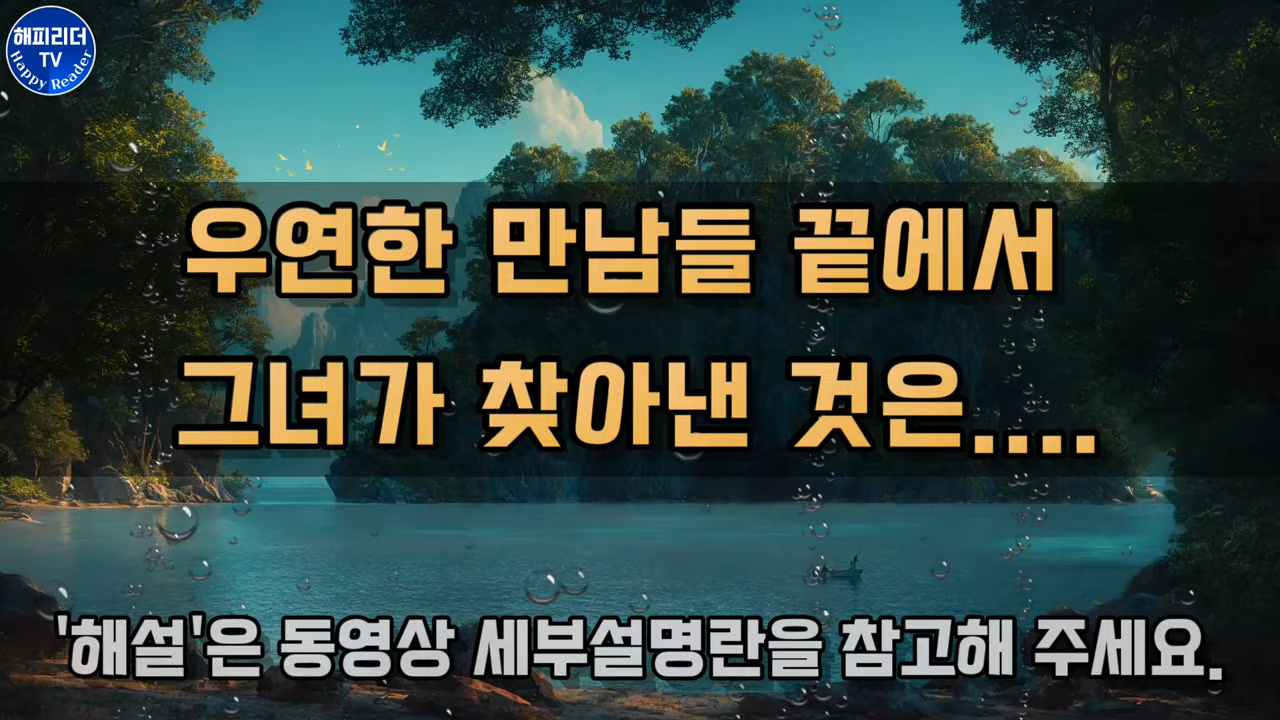 해피리더
TV
Happy Reader
우연한 만남들 끝에서
그녀가 찾아낸 것은....
'해설'은 동영상 세부설명란을 참고해 주세요.